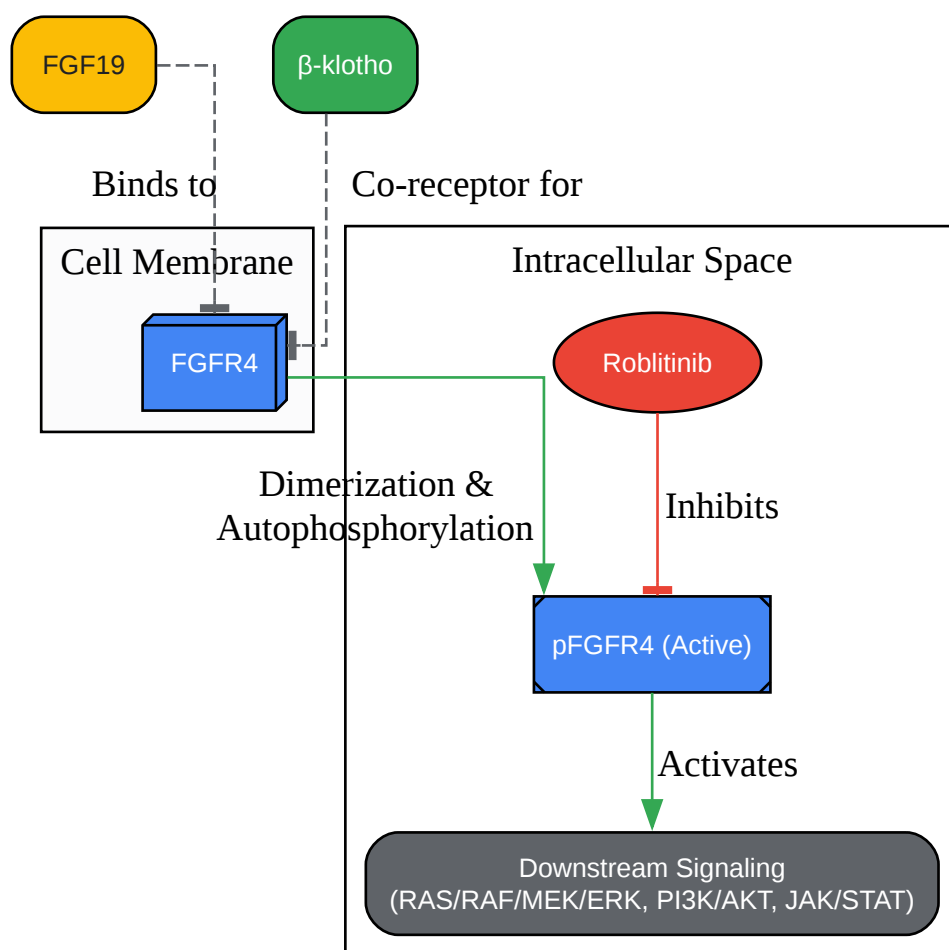 FGF19
β-klotho
Binds to
Co-receptor for
Cell Membrane
Intracellular Space
FGFR4
Roblitinib
Dimerization &
Autophosphorylation
Inhibits
pFGFR4 (Active)
Activates
Downstream Signaling
(RAS/RAF/MEK/ERK, PI3K/AKT, JAK/STAT)